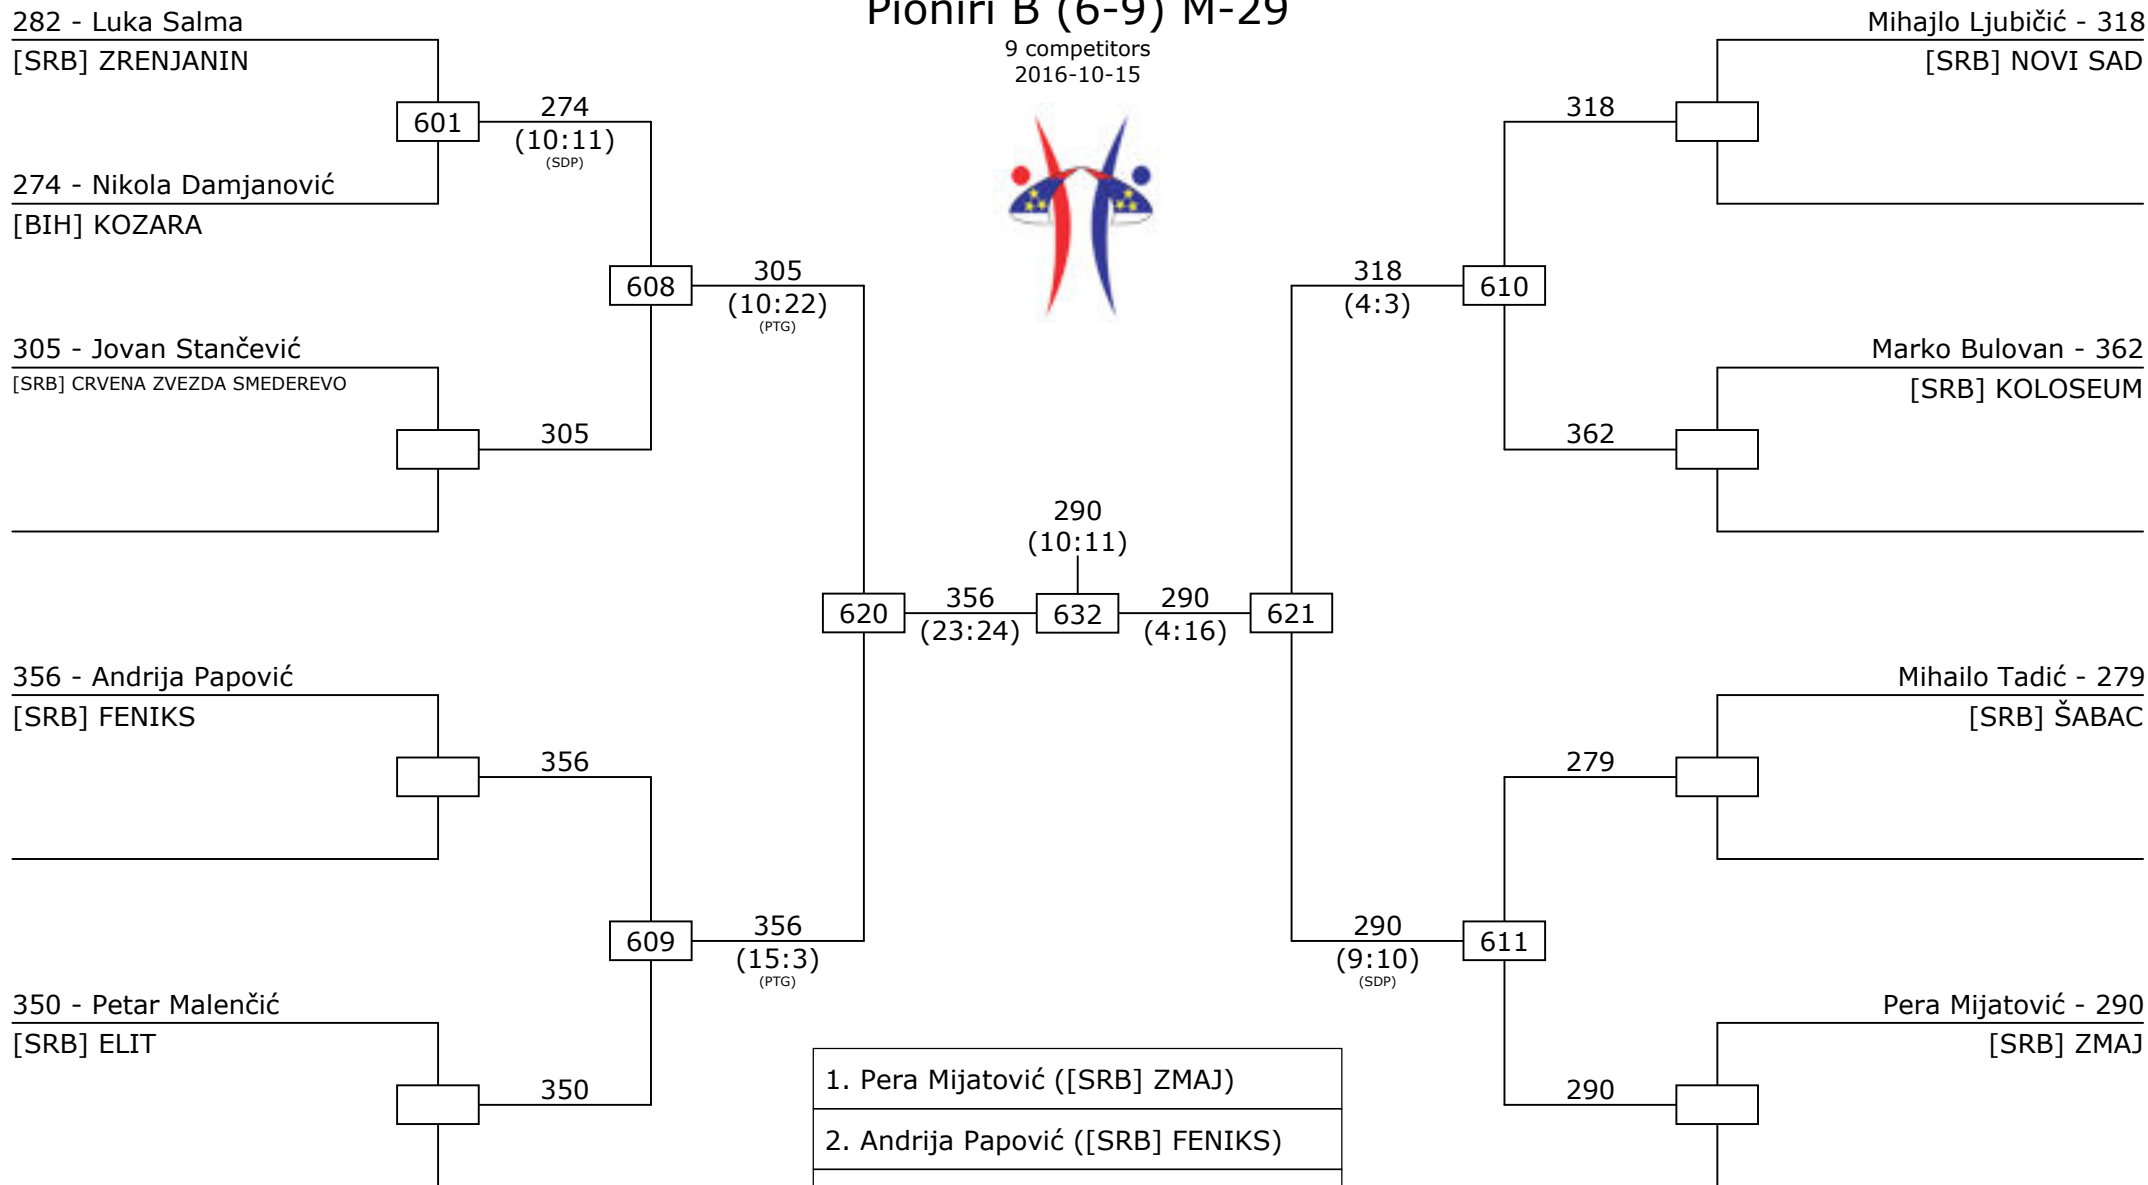 Pioniri B (6-9) M-29
9 competitors
2016-10-15
282 - Luka Salma
[SRB] ZRENJANIN
601
274
(10:11)
(SDP)
274 - Nikola Damjanović
[BIH] KOZARA
608
305
(10:22)
(PTG)
305 - Jovan Stančević
[SRB] CRVENA ZVEZDA SMEDEREVO
305
356 - Andrija Papović
[SRB] FENIKS
356
609
356
(15:3)
(PTG)
350 - Petar Malenčić
[SRB] ELIT
350
620
356
(23:24)
290
(10:11)
632
290
(4:16)
621
Mihajlo Ljubičić - 318
[SRB] NOVI SAD
318
318
(4:3)
610
Marko Bulovan - 362
[SRB] KOLOSEUM
362
Mihailo Tadić - 279
[SRB] ŠABAC
279
290
(9:10)
(SDP)
611
Pera Mijatović - 290
[SRB] ZMAJ
290
1. Pera Mijatović ([SRB] ZMAJ)
2. Andrija Papović ([SRB] FENIKS)